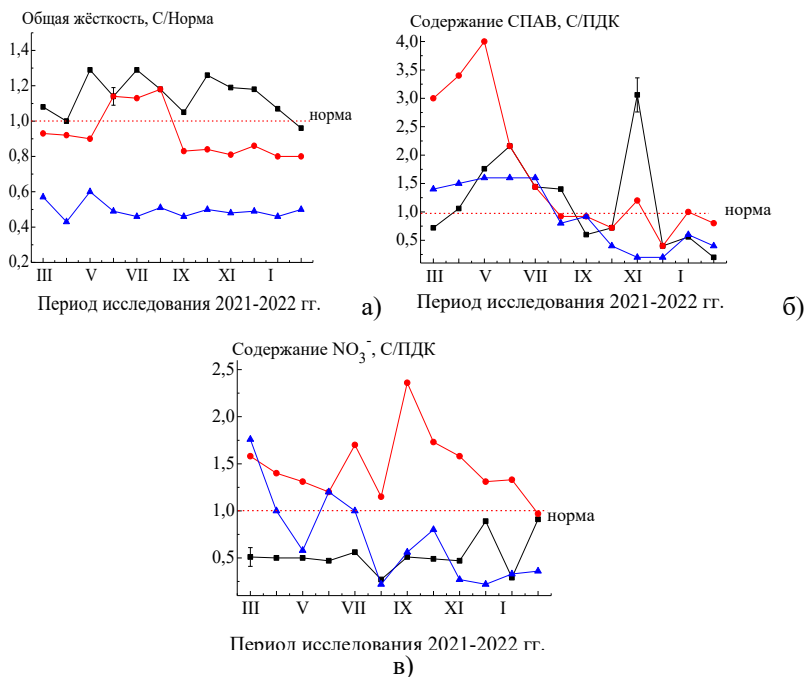 Общая жёсткость, С/Норма
1,4
1,2
1,0
0,8
0,6
0,4
0,2
норма
III V VII IX XI I
Период исследования 2021-2022 гг.
а)
Содержание СПАВ, С/ПДК
4,0
3,5
3,0
2,5
2,0
1,5
1,0
0,5
норма
III V VII IX XI I
Период исследования 2021-2022 гг.
б)
Содержание NO3-, С/ПДК
2,5
2,0
1,5
1,0
0,5
норма
III V VII IX XI I
Период исследования 2021-2022 гг.
в)